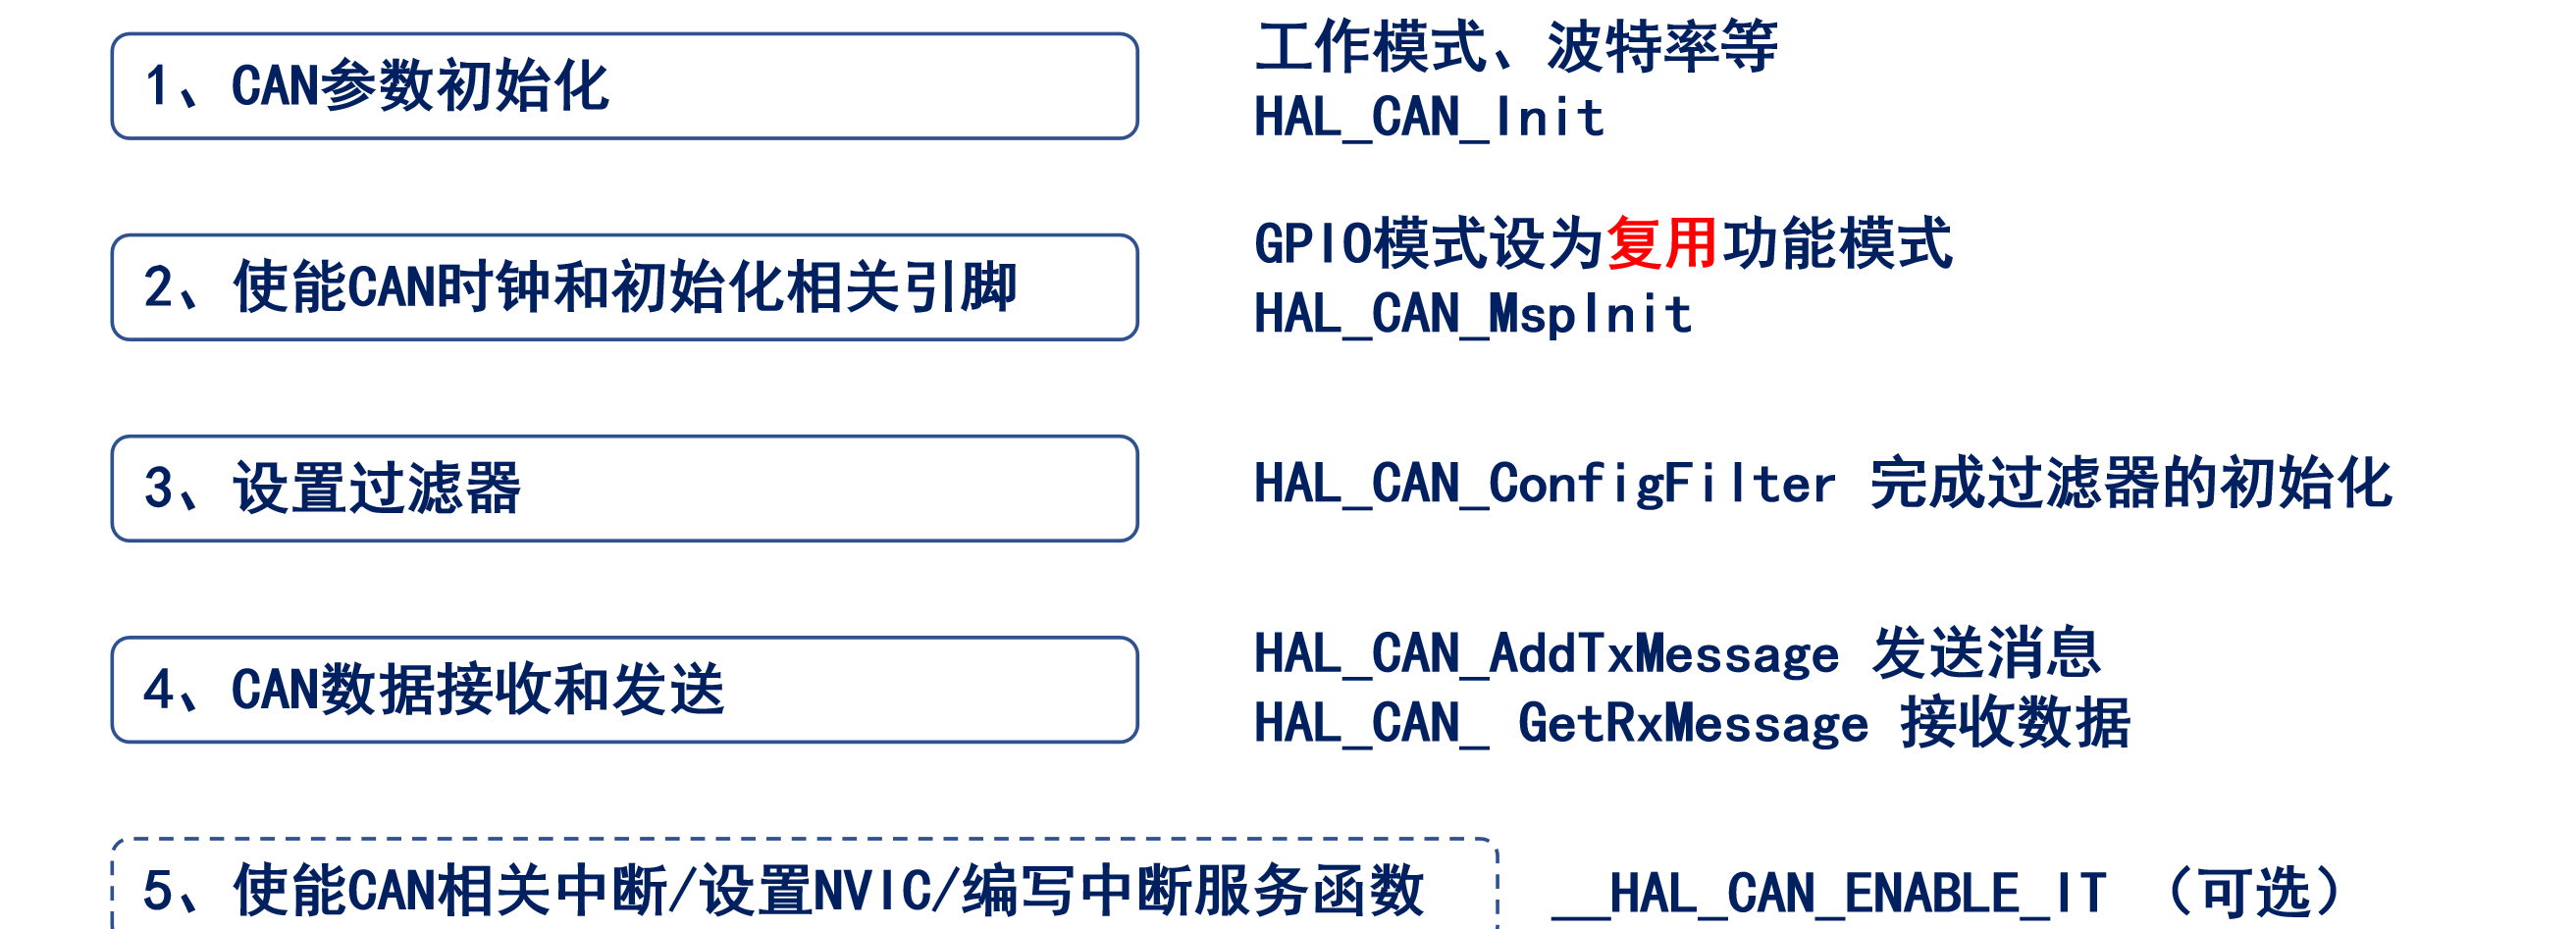 1、CAN参数初始化
工作模式、波特率等
HAL_CAN_Init
2、使能CAN时钟和初始化相关引脚
GPIO模式设为复用功能模式
HAL_CAN_MspInit
3、设置过滤器
HAL_CAN_ConfigFilter 完成过滤器的初始化
4、CAN数据接收和发送
HAL_CAN_AddTxMessage 发送消息
HAL_CAN_ GetRxMessage 接收数据
5、使能CAN相关中断/设置NVIC/编写中断服务函数
__HAL_CAN_ENABLE_IT （可选）